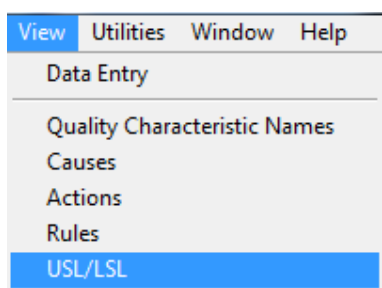 View Utilities Window Help
Data Entry
Quality Characteristic Names
Causes
Actions
Rules
USL/LSL